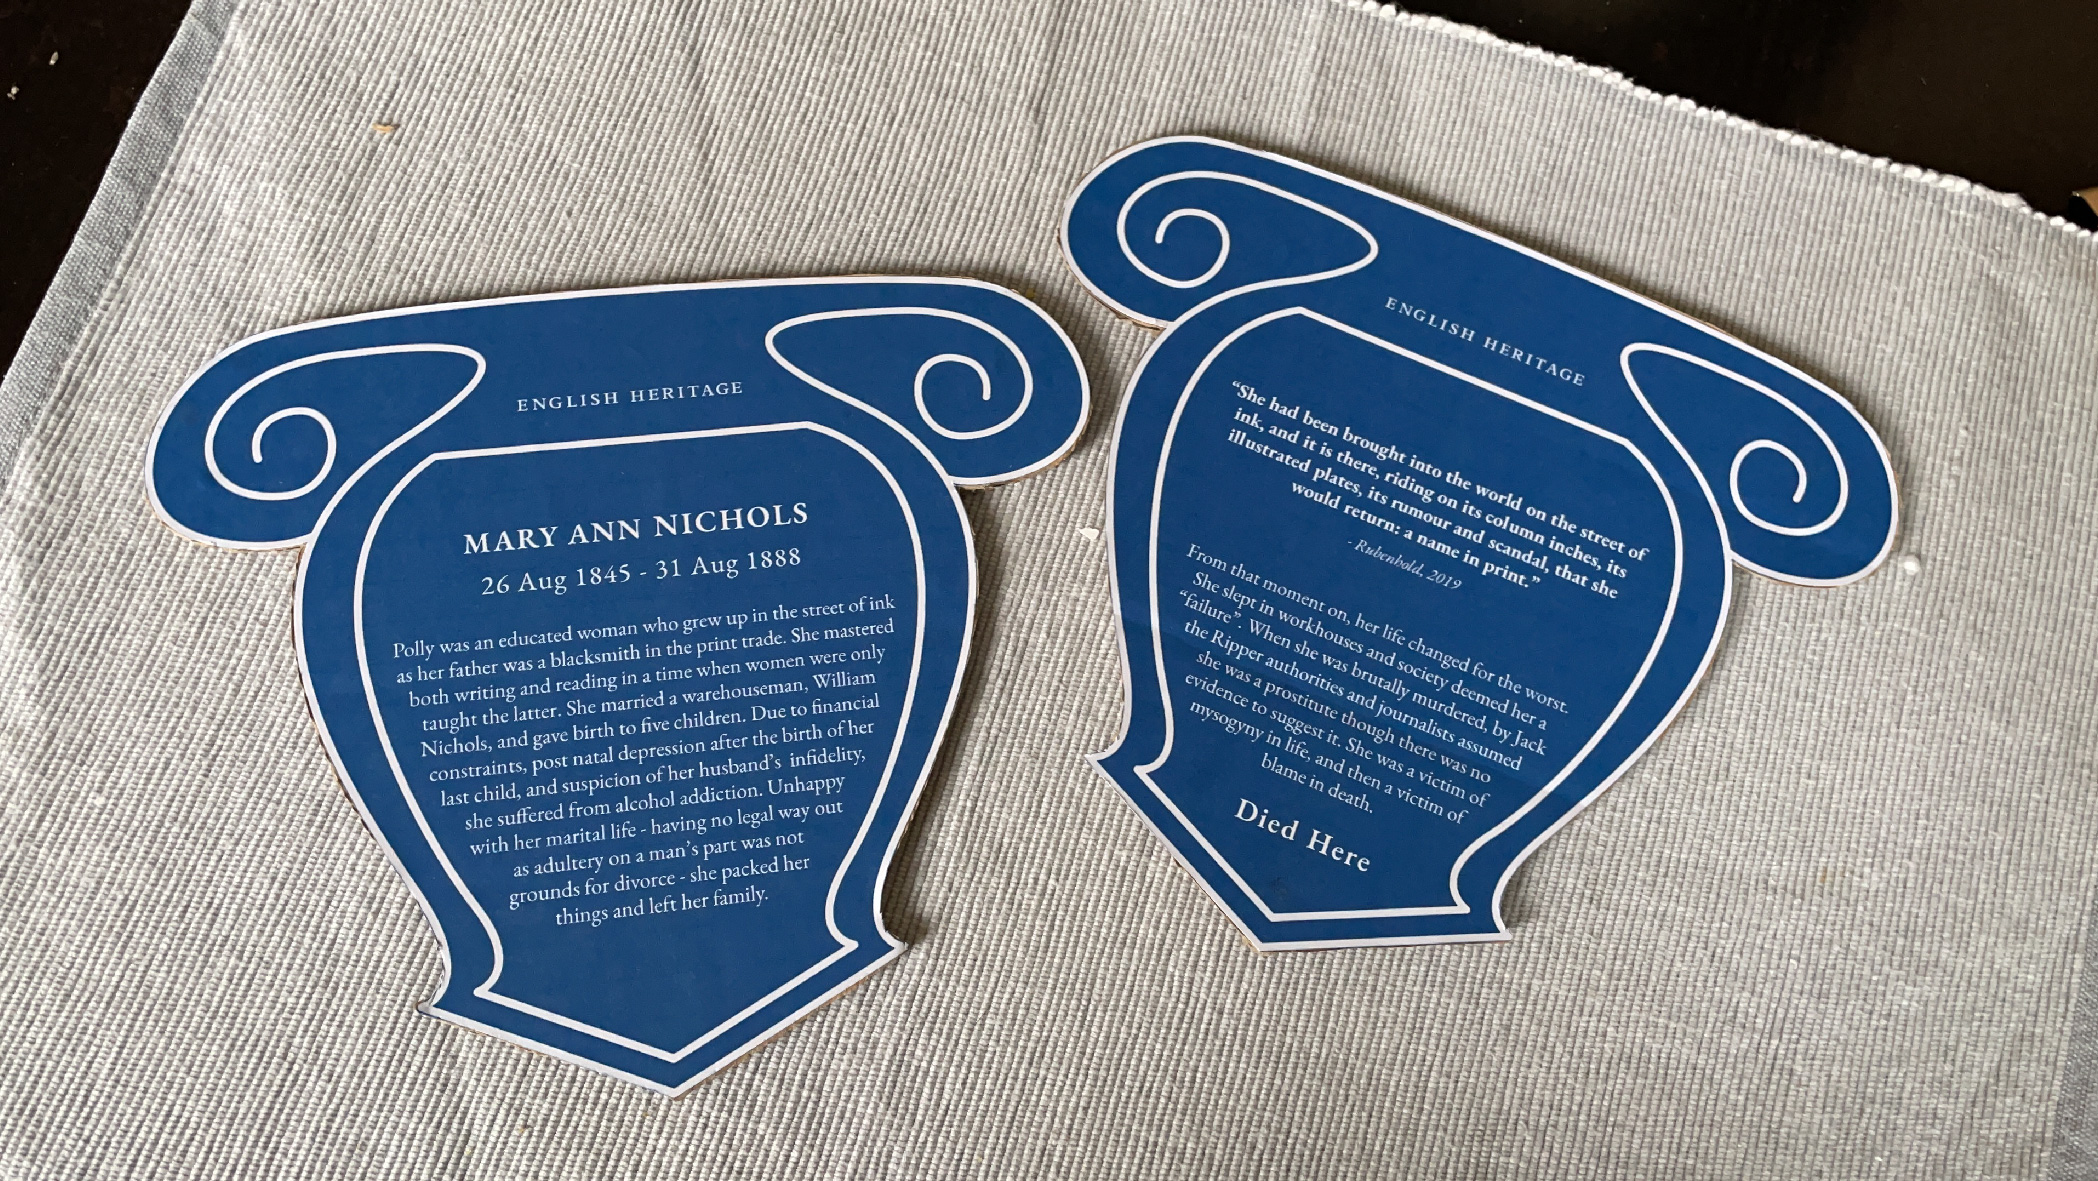 ENGLISH HERITAGE
MARY ANN NICHOLS
26 Aug 1845 - 31 Aug 1888
Polly was an educated woman who grew up in the street of ink
as her father was a blacksmith in the print trade. She mastered
both writing and reading in a time when women were only
taught the latter. She married a warehouseman, William
Nichols, and gave birth to five children. Due to financial
constraints, post natal depression after the birth of her
last child, and suspicion of her husband's infidelity,
she suffered from alcohol addiction. Unhappy
with her marital life - having no legal way out
as adultery on a man's part was not
grounds for divorce - she packed her
things and left her family.
ENGLISH HERITAGE
“She had been brought into the world on the street of
ink, and it is there, riding on its column inches, its
illustrated plates, its rumour and scandal, that she
would return: a name in print.”
- Rubenhold, 2019
From that moment on, her life changed for the worst.
She slept in workhouses and society deemed her a
“failure”. When she was brutally murdered, by Jack
the Ripper authorities and journalists assumed
she was a prostitute though there was no
evidence to suggest it. She was a victim of
mysogyny in life, and then a victim of
blame in death.
Died Here